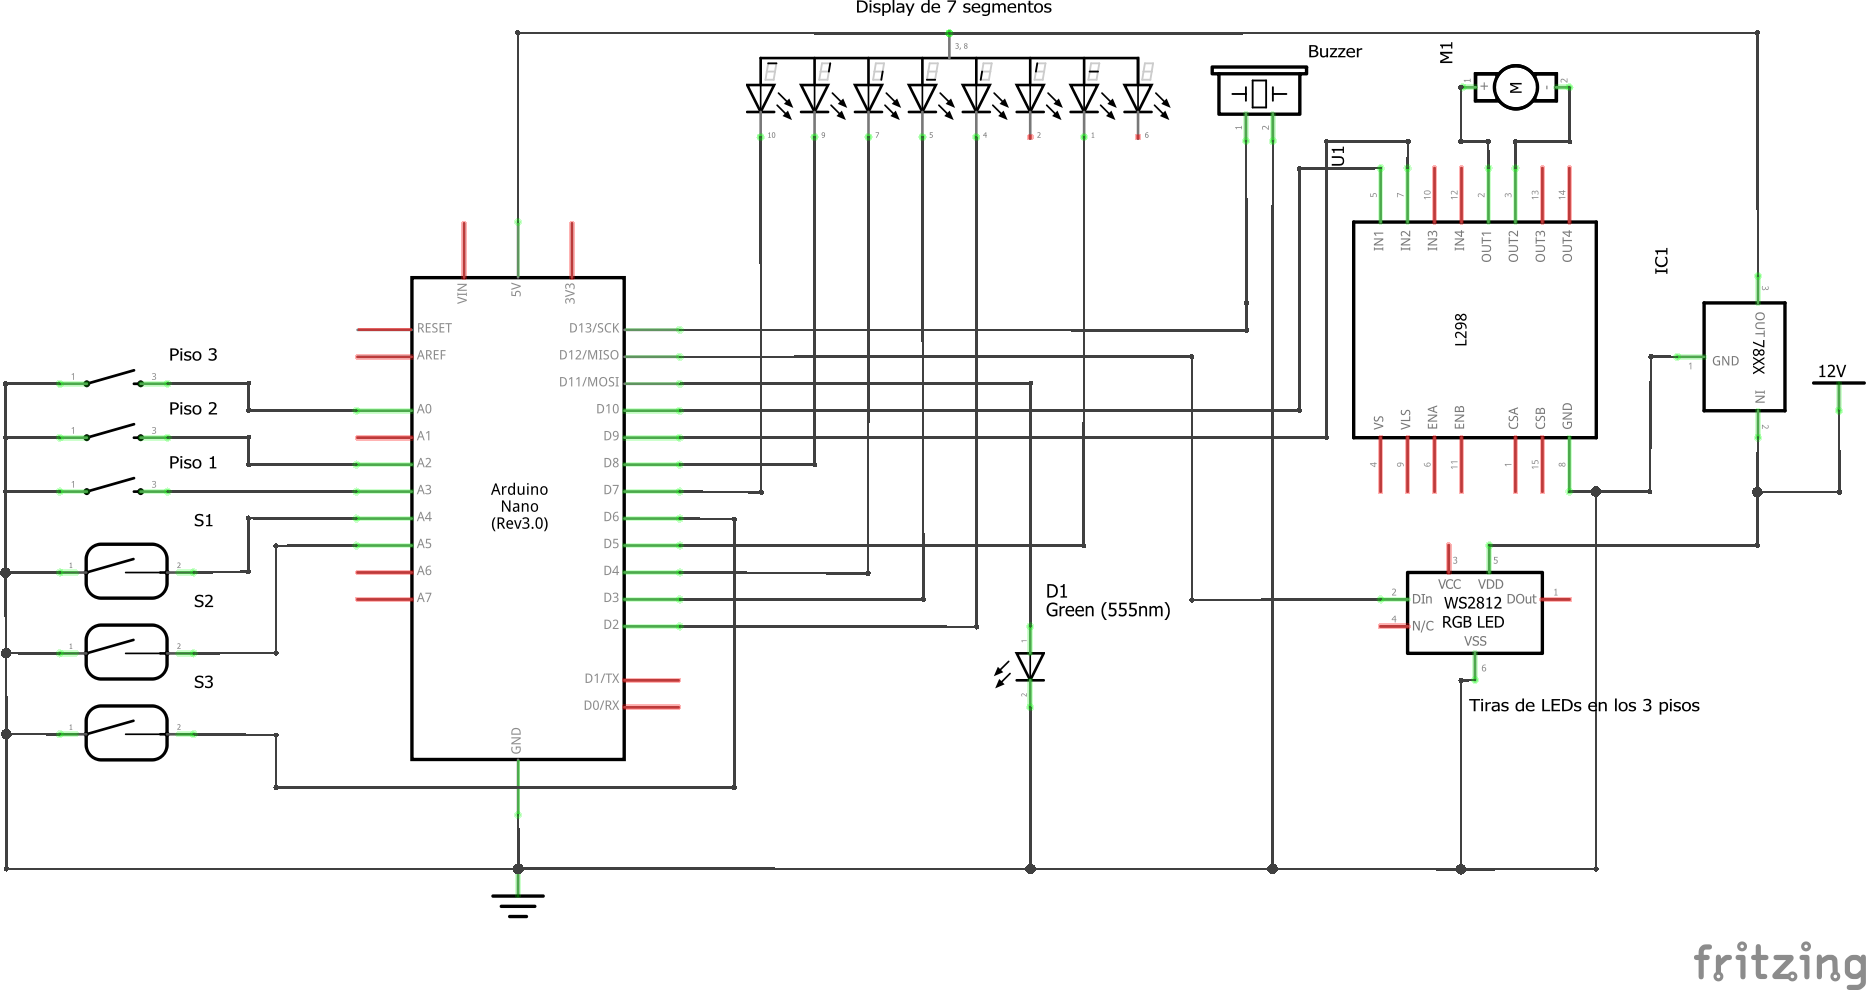 Display de 7 segmentos
3, 8
10
9
7
5
4
2
1
6
Buzzer
1
2
M1
1
+
M
-
2
U1
5
7
10
12
2
3
13
14
IN1
IN2
IN3
IN4
OUT1
OUT2
OUT3
OUT4
L298
VS
VLS
ENA
ENB
CSA
CSB
GND
4
9
6
11
1
15
8
IC1
3
OUT
78XX
GND
1
IN
2
12V
VIN
5V
3V3
RESET
AREF
A0
A1
A2
A3
A4
A5
A6
A7
Arduino
Nano
(Rev3.0)
D13/SCK
D12/MISO
D11/MOSI
D10
D9
D8
D7
D6
D5
D4
D3
D2
D1/TX
D0/RX
GND
Piso 3
1
3
Piso 2
1
3
Piso 1
1
3
S1
1
2
S2
1
2
S3
1
2
D1
Green (555nm)
1
2
3
5
VCC
VDD
2
DIn
WS2812
DOut
1
4
N/C
RGB LED
VSS
6
Tiras de LEDs en los 3 pisos
fritzing